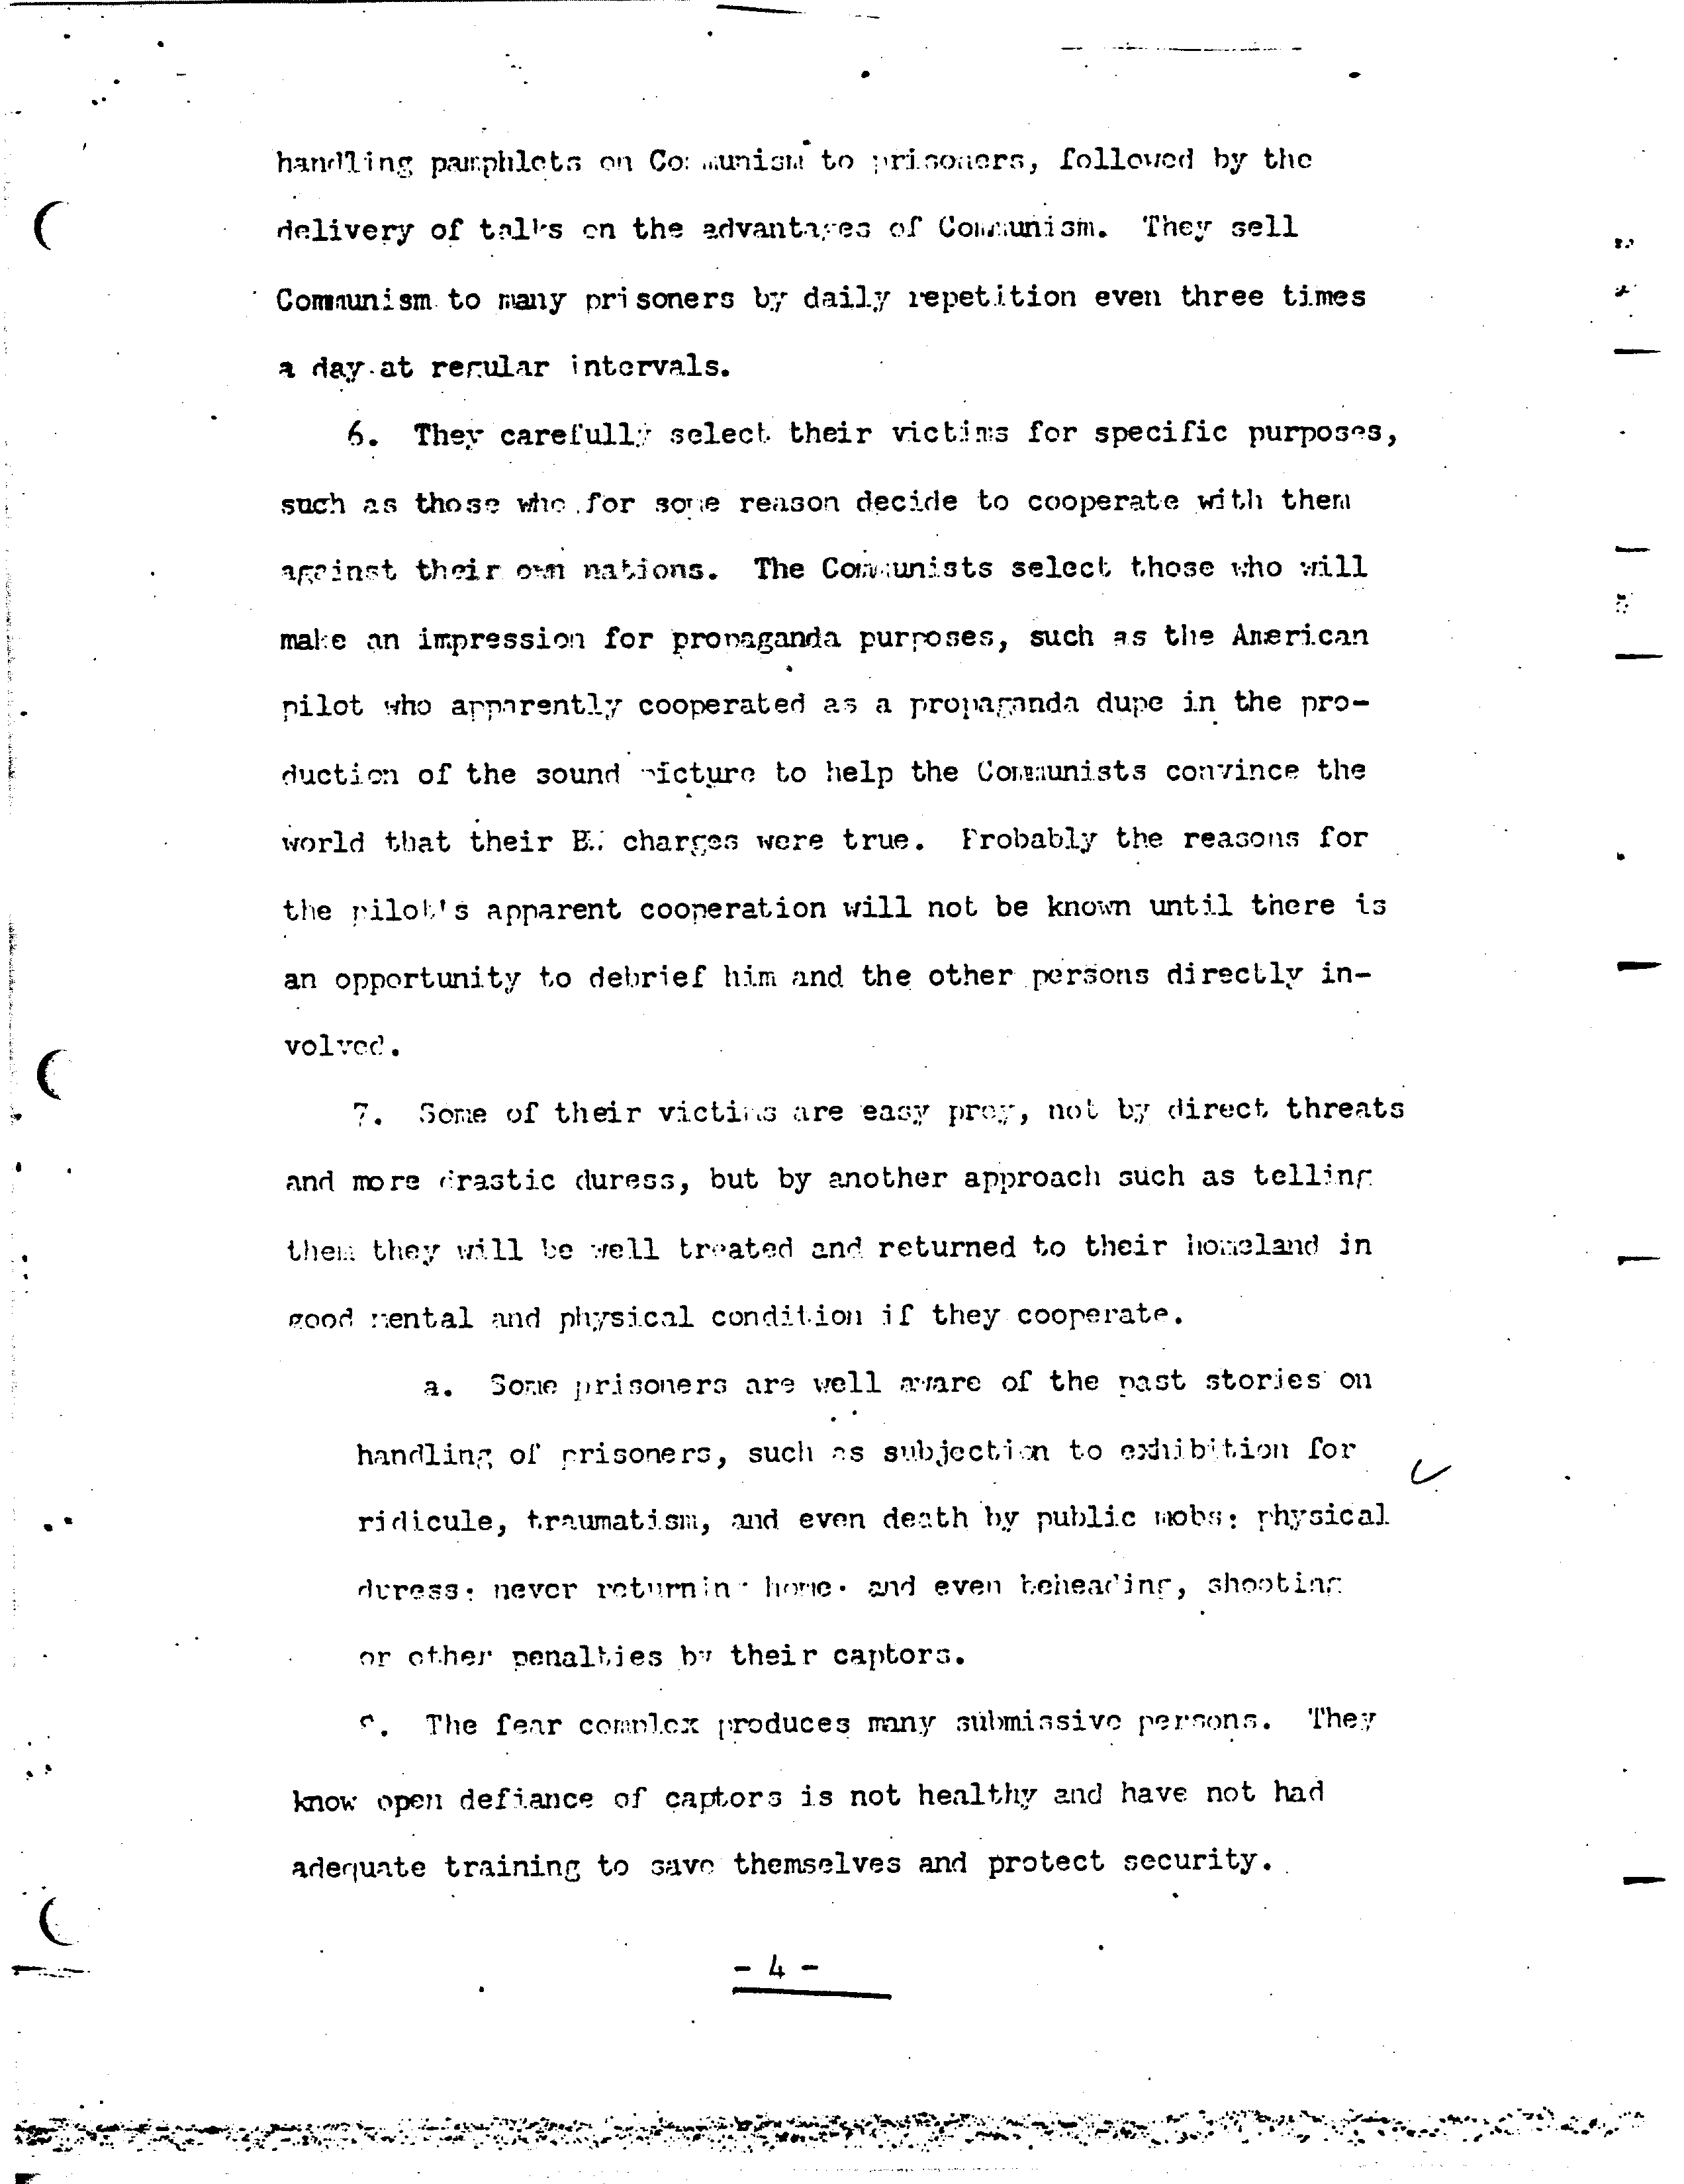 handling pamphlets on Communism to prisoners, followed by the
delivery of talks on the advantages of Communism. They sell
Communism to many prisoners by daily repetition even three times
a day at regular intervals.
6. They carefully select their victims for specific purposes,
such as those who for some reason decide to cooperate with them
against their own nations. The Communists select those who will
make an impression for propaganda purposes, such as the American
pilot who apparently cooperated as a propaganda dupe in the pro-
duction of the sound picture to help the Communists convince the
world that their charges were true. Probably the reasons for
the pilot's apparent cooperation will not be known until there is
an opportunity to debrief him and the other persons directly in-
volved.
7. Some of their victims are easy prey, not by direct threats
and more drastic duress, but by another approach such as telling
them they will be well treated and returned to their homeland in
good mental and physical condition if they cooperate.
a. Some prisoners are well aware of the past stories on
handling of prisoners, such as subjection to exhibition for
ridicule, traumatism, and even death by public mobs; physical
duress; never returning home; and even beheading, shooting
or other penalties by their captors.
8. The fear complex produces many submissive persons. They
know open defiance of captors is not healthy and have not had
adequate training to save themselves and protect security.
- 4 -